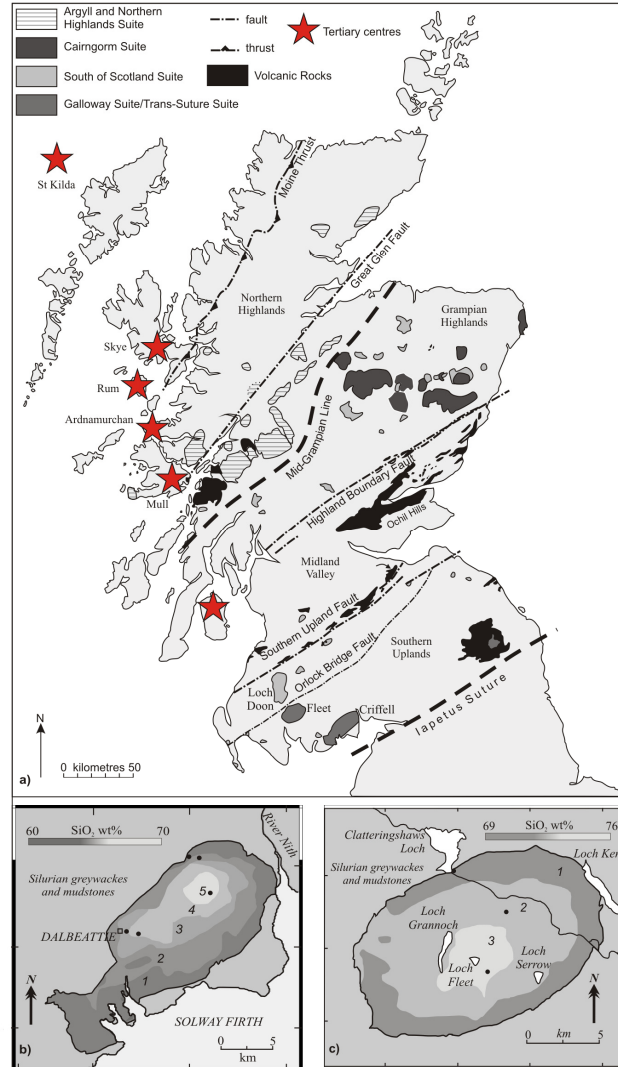 Argyll and Northern
Highlands Suite
Cairngorm Suite
South of Scotland Suite
Galloway Suite/Trans-Suture Suite
fault
thrust
Volcanic Rocks
Tertiary centres
St Kilda
Moine Thrust
Great Glen Fault
Northern
Highlands
Grampian
Highlands
Skye
Rum
Ardnamurchan
Mull
Mid-Grampian Line
Highland Boundary Fault
Ochil Hills
Midland
Valley
Southern Upland Fault
Orlock Bridge Fault
Southern
Uplands
Loch
Doon
Fleet
Criffell
Iapetus Suture
N
0 kilometres 50
a)
60 SiO₂ wt% 70
River Nith
Silurian greywackes
and mudstones
5
4
3
DALBEATTIE
2
1
N
SOLWAY FIRTH
0 5
km
b)
69 SiO₂ wt% 76
Clatteringshaws
Loch
Loch Ken
Silurian greywackes
and mudstones
1
2
Loch
Grannoch
3
Loch
Fleet
Loch
Serrow
N
0 km 5
c)